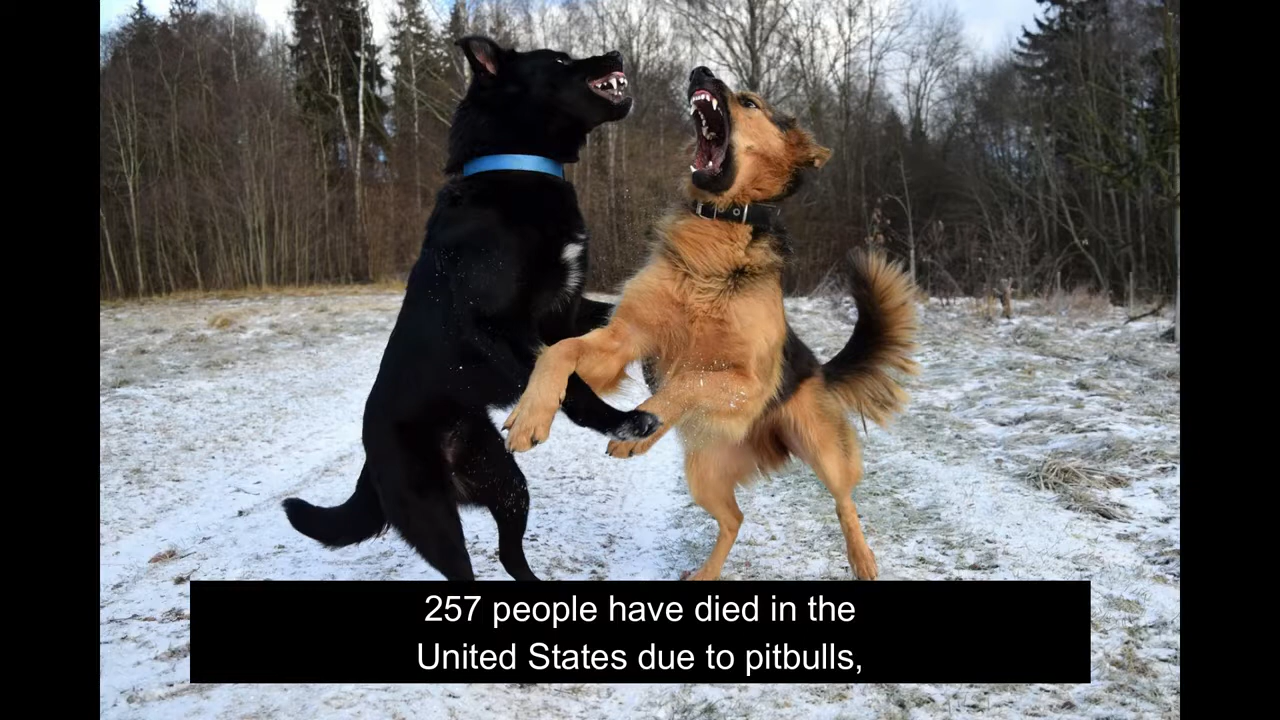 257 people have died in the
United States due to pitbulls,